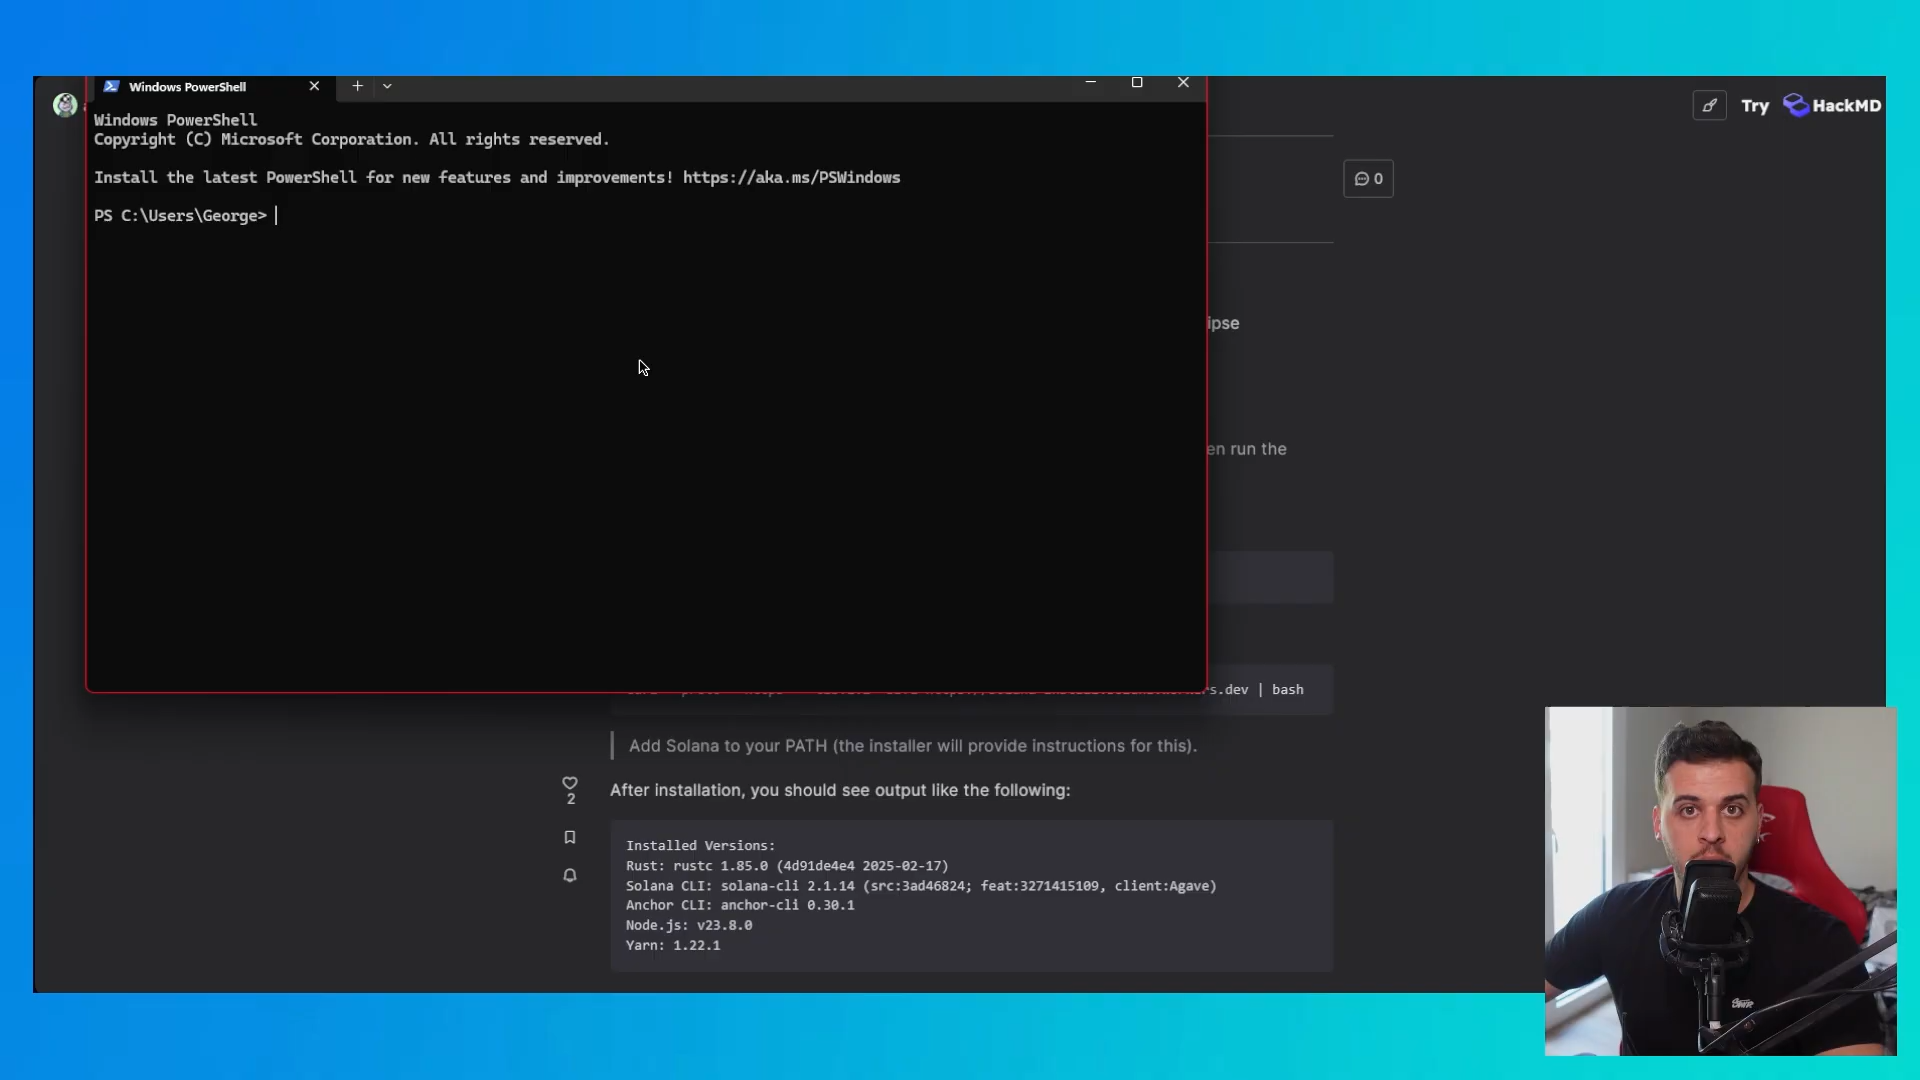 Windows PowerShell
Try HackMD
Windows PowerShell
Copyright (C) Microsoft Corporation. All rights reserved.
Install the latest PowerShell for new features and improvements! https://aka.ms/PSWindows
0
PS C:\Users\George>
ipse
en run the
s.dev | bash
Add Solana to your PATH (the installer will provide instructions for this).
After installation, you should see output like the following:
2
Installed Versions:
Rust: rustc 1.85.0 (4d91de4e4 2025-02-17)
Solana CLI: solana-cli 2.1.14 (src:3ad46824; feat:3271415109, client:Agave)
Anchor CLI: anchor-cli 0.30.1
Node.js: v23.8.0
Yarn: 1.22.1